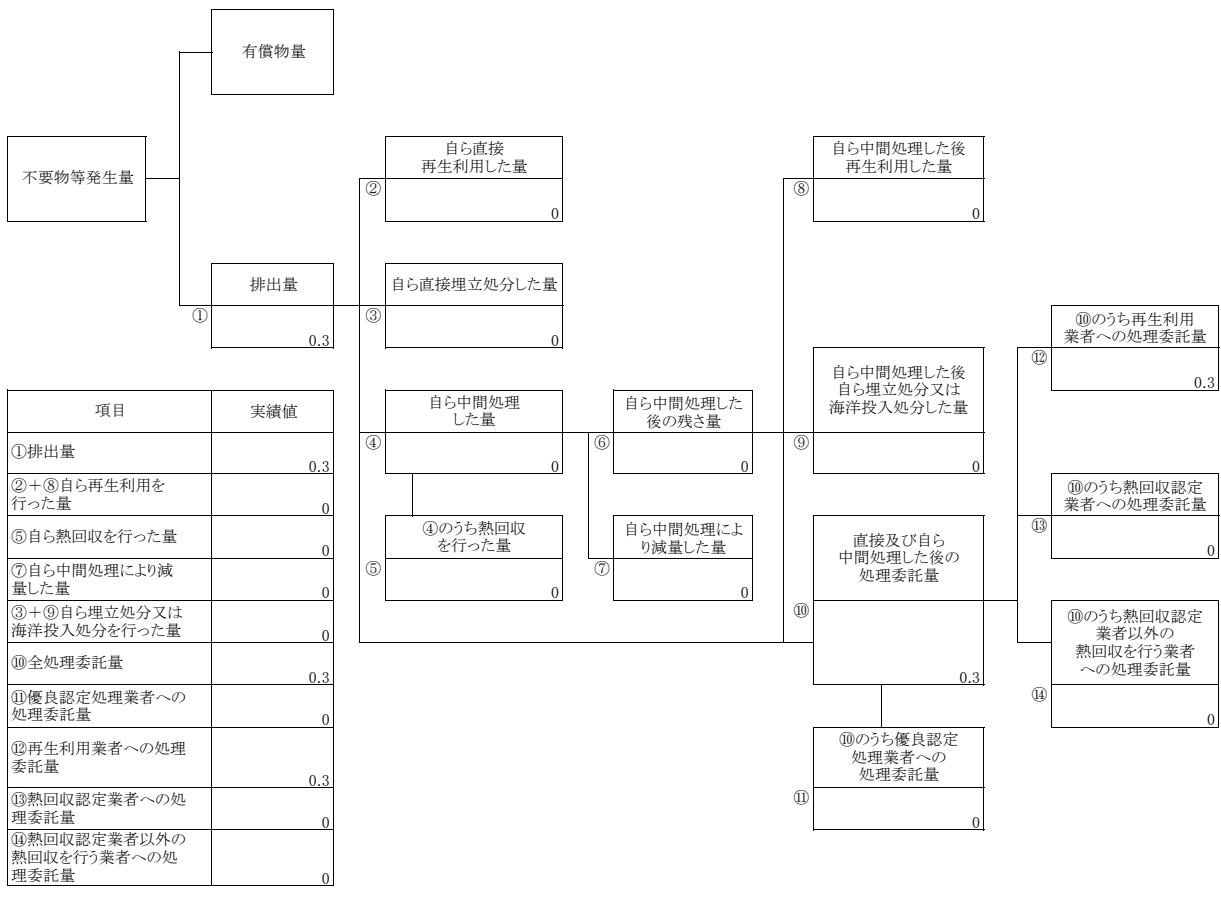 有償物量
不要物等発生量
自ら直接
再生利用した量
②
0
自ら中間処理した後
再生利用した量
⑧
0
排出量
①
0.3
自ら直接埋立処分した量
③
0
⑩のうち再生利用
業者への処理委託量
⑫
0.3
自ら中間処理
した量
④
0
自ら中間処理した
後の残さ量
⑥
0
自ら中間処理した後
自ら埋立処分又は
海洋投入処分した量
⑨
0
⑩のうち熱回収認定
業者への処理委託量
⑬
0
④のうち熱回収
を行った量
⑤
0
自ら中間処理によ
り減量した量
⑦
0
直接及び自ら
中間処理した後の
処理委託量
⑩
0.3
⑩のうち熱回収認定
業者以外の
熱回収を行う業者
への処理委託量
⑭
0
⑩のうち優良認定
処理業者への
処理委託量
⑪
0
項目 実績値
①排出量
0.3
②+⑧自ら再生利用を
行った量
0
⑤自ら熱回収を行った量
0
⑦自ら中間処理により減
量した量
0
③+⑨自ら埋立処分又は
海洋投入処分を行った量
0
⑩全処理委託量
0.3
⑪優良認定処理業者への
処理委託量
0
⑫再生利用業者への処理
委託量
0.3
⑬熱回収認定業者への処
理委託量
0
⑭熱回収認定業者以外の
熱回収を行う業者への処
理委託量
0